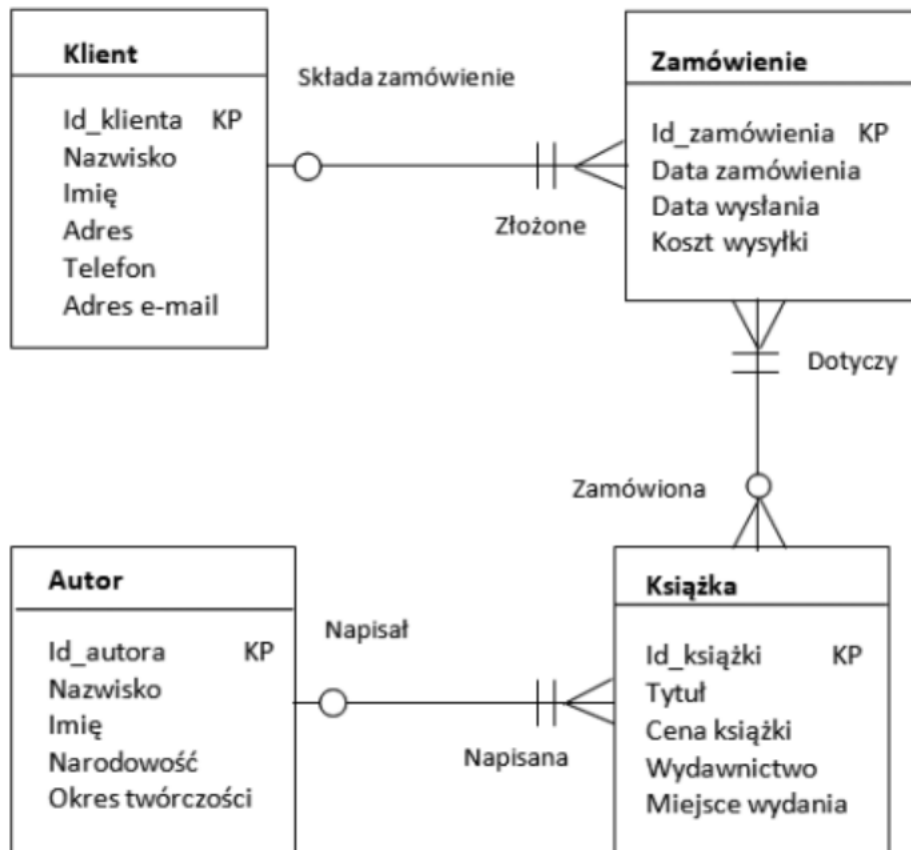 Klient
Id_klienta KP
Nazwisko
Imię
Adres
Telefon
Adres e-mail
Składa zamówienie
Złożone
Zamówienie
Id_zamówienia KP
Data zamówienia
Data wysłania
Koszt wysyłki
Dotyczy
Zamówiona
Autor
Id_autora KP
Nazwisko
Imię
Narodowość
Okres twórczości
Napisał
Napisana
Książka
Id_książki KP
Tytuł
Cena książki
Wydawnictwo
Miejsce wydania